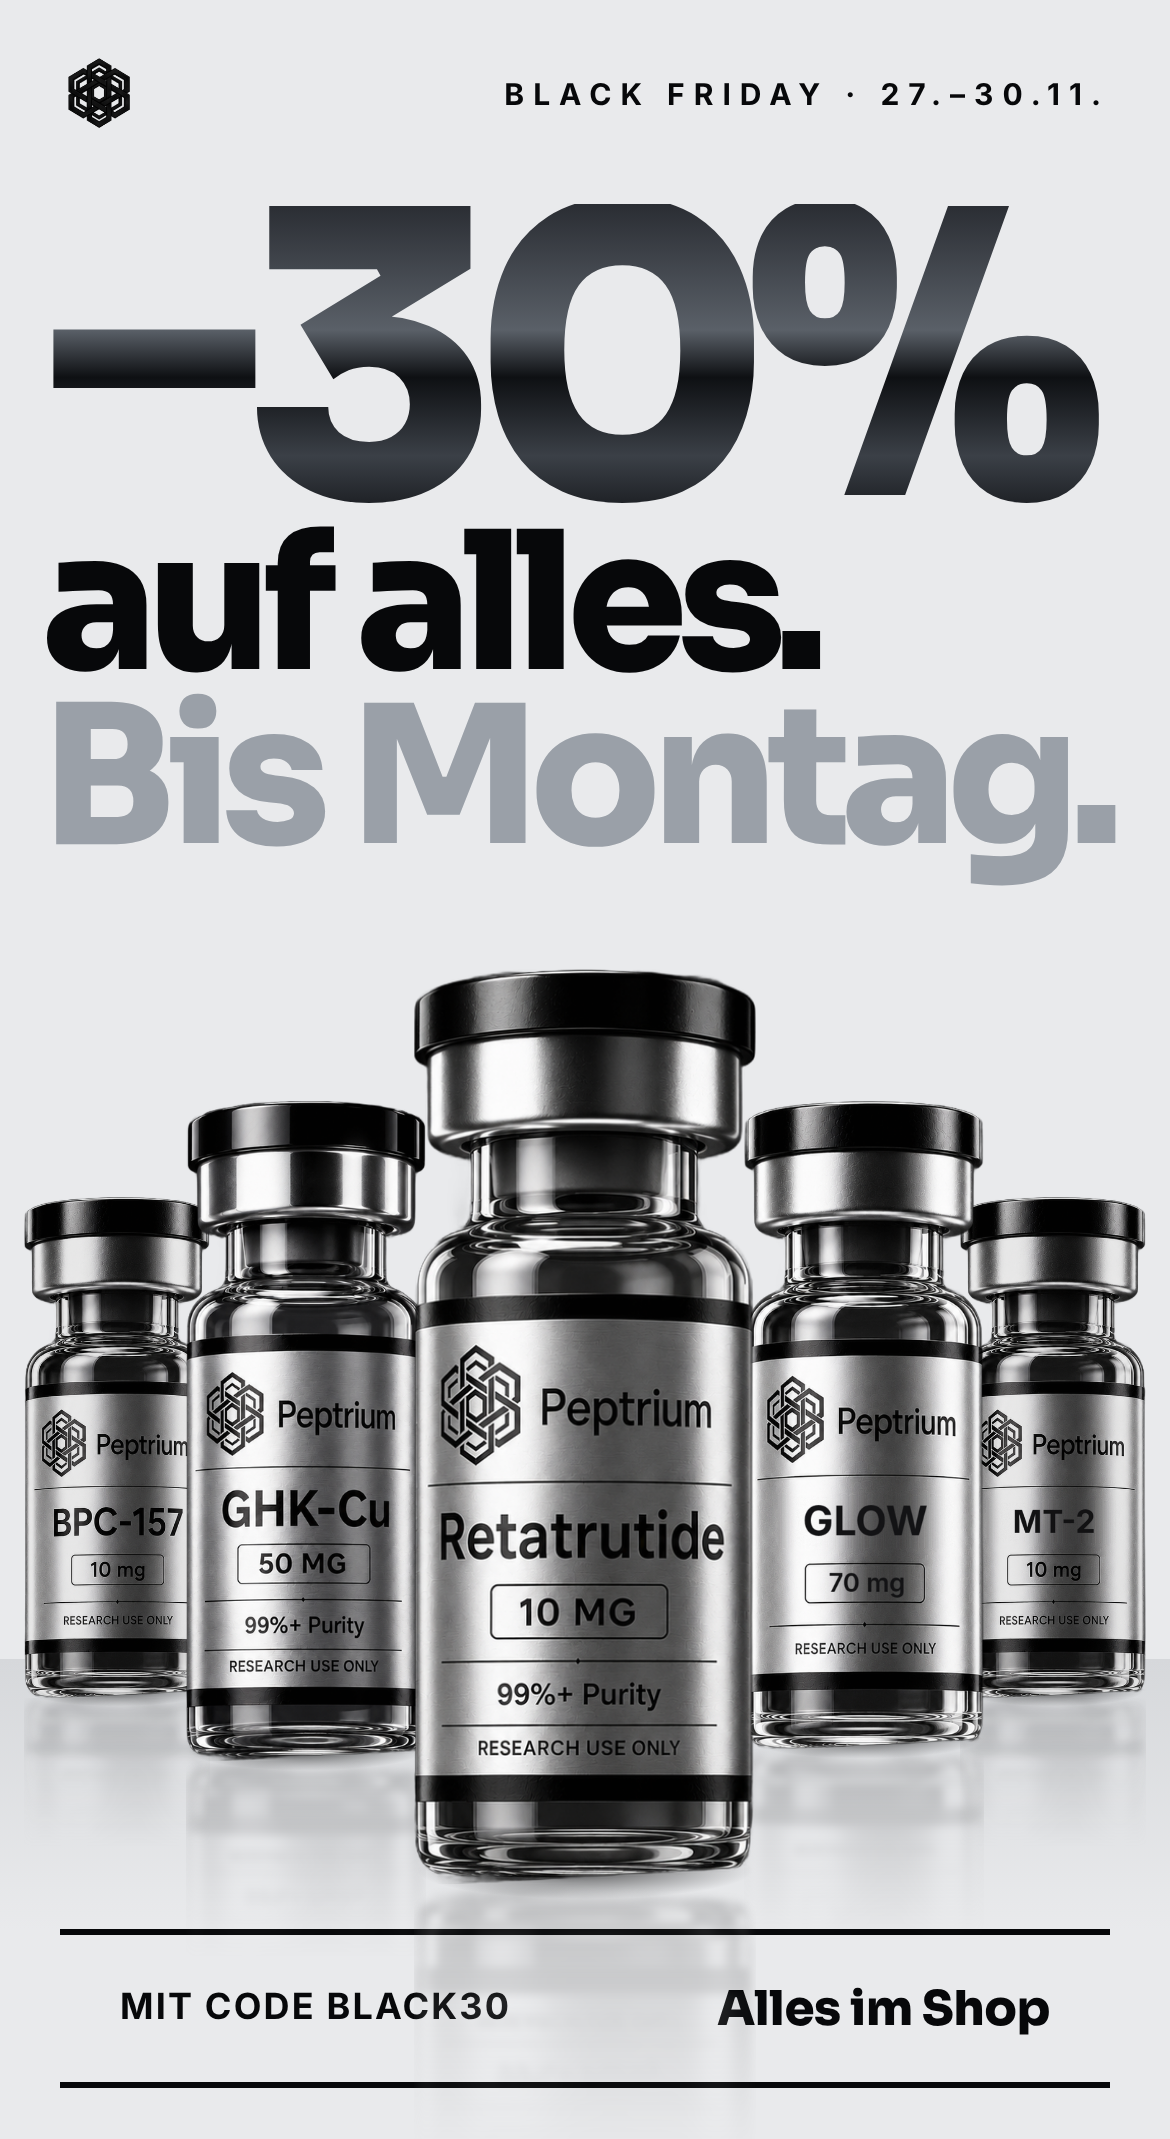 BLACK FRIDAY · 27.–30.11.
–30%
auf alles.
Bis Montag.
Peptrium
BPC-157
10 mg
RESEARCH USE ONLY
Peptrium
GHK-Cu
50 MG
99%+ Purity
RESEARCH USE ONLY
Peptrium
Retatrutide
10 MG
99%+ Purity
RESEARCH USE ONLY
Peptrium
GLOW
70 mg
RESEARCH USE ONLY
Peptrium
MT-2
10 mg
RESEARCH USE ONLY
MIT CODE BLACK30
Alles im Shop